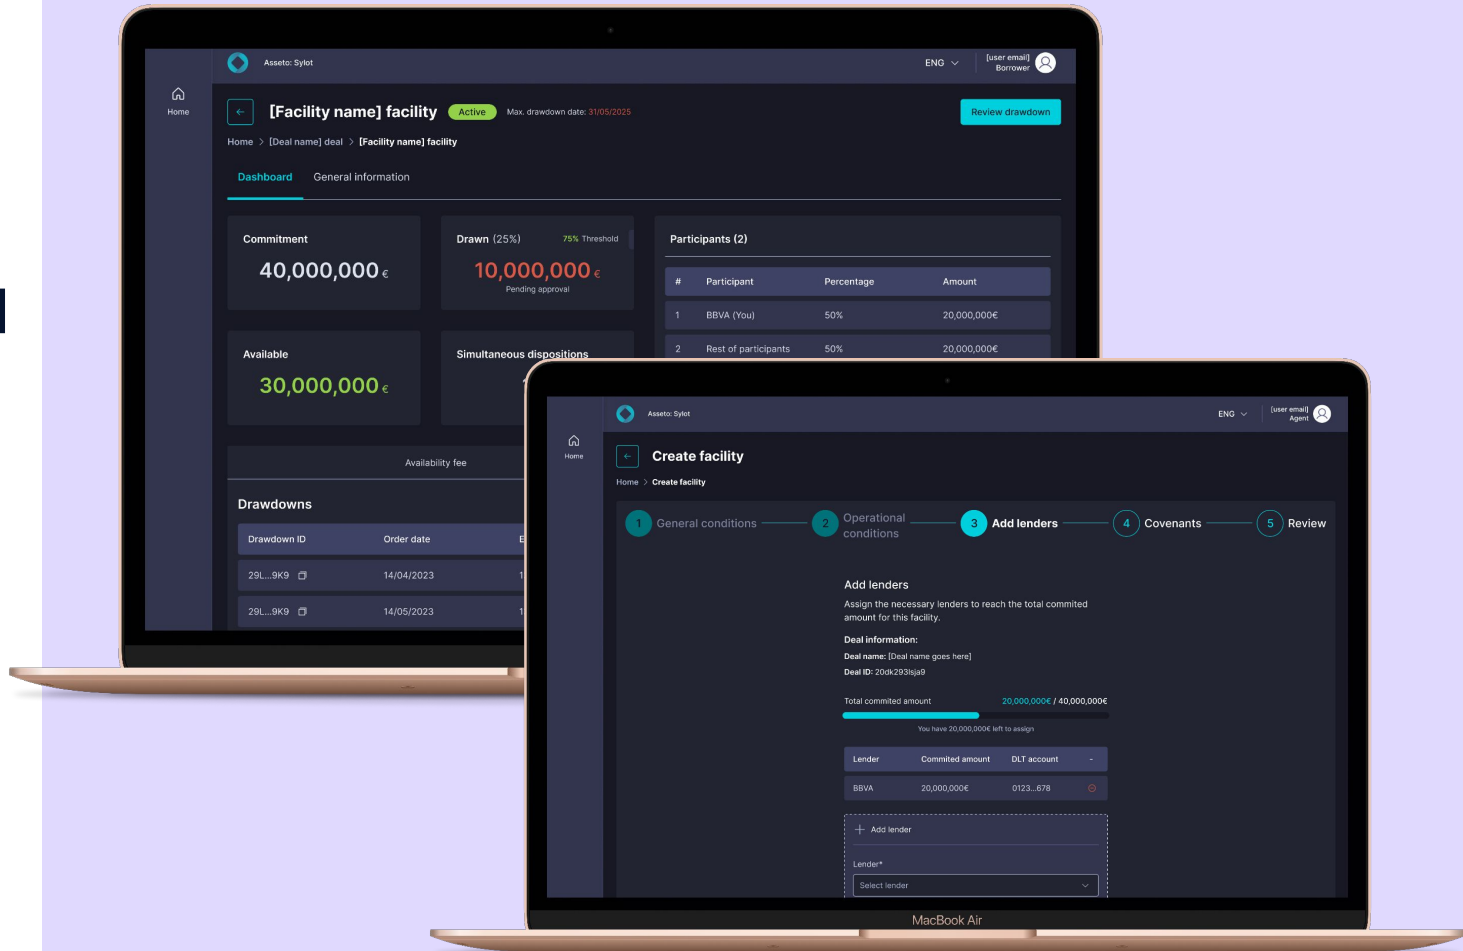 Asseto: Sylot
ENG
[user email]
Borrower
Home
[Facility name] facility
Active
Max. drawdown date: 31/05/2025
Review drawdown
Home > [Deal name] deal > [Facility name] facility
Dashboard
General information
Commitment
40,000,000 €
Drawn (25%)
75% Threshold
10,000,000 €
Pending approval
Participants (2)
# Participant Percentage Amount
1 BBVA (You) 50% 20,000,000€
2 Rest of participants 50% 20,000,000€
Available
30,000,000 €
Simultaneous dispositions
Availability fee
Drawdowns
Drawdown ID Order date
29L...9K9 14/04/2023
29L...9K9 14/05/2023
Asseto: Sylot
ENG
[user email]
Agent
Home
Create facility
Home > Create facility
1 General conditions
2 Operational conditions
3 Add lenders
4 Covenants
5 Review
Add lenders
Assign the necessary lenders to reach the total commited
amount for this facility.
Deal information:
Deal name: [Deal name goes here]
Deal ID: 20dk293lsja9
Total commited amount
20,000,000€ / 40,000,000€
You have 20,000,000€ left to assign
Lender Commited amount DLT account -
BBVA 20,000,000€ 0123...678
+ Add lender
Lender*
Select lender
MacBook Air